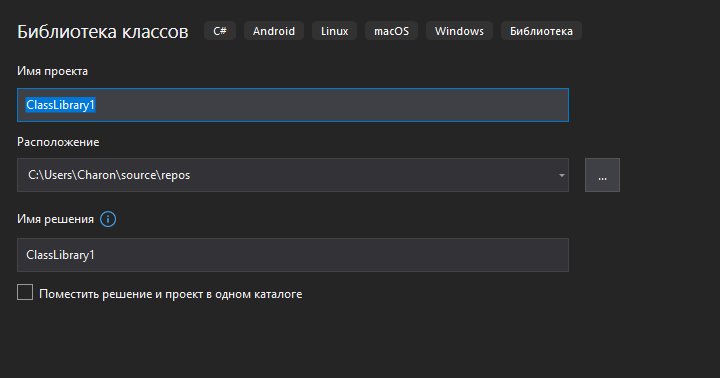 Библиотека классов C# Android Linux macOS Windows Библиотека
Имя проекта
ClassLibrary1
Расположение
C:\Users\Charon\source\repos ...
Имя решения
ClassLibrary1
Поместить решение и проект в одном каталоге